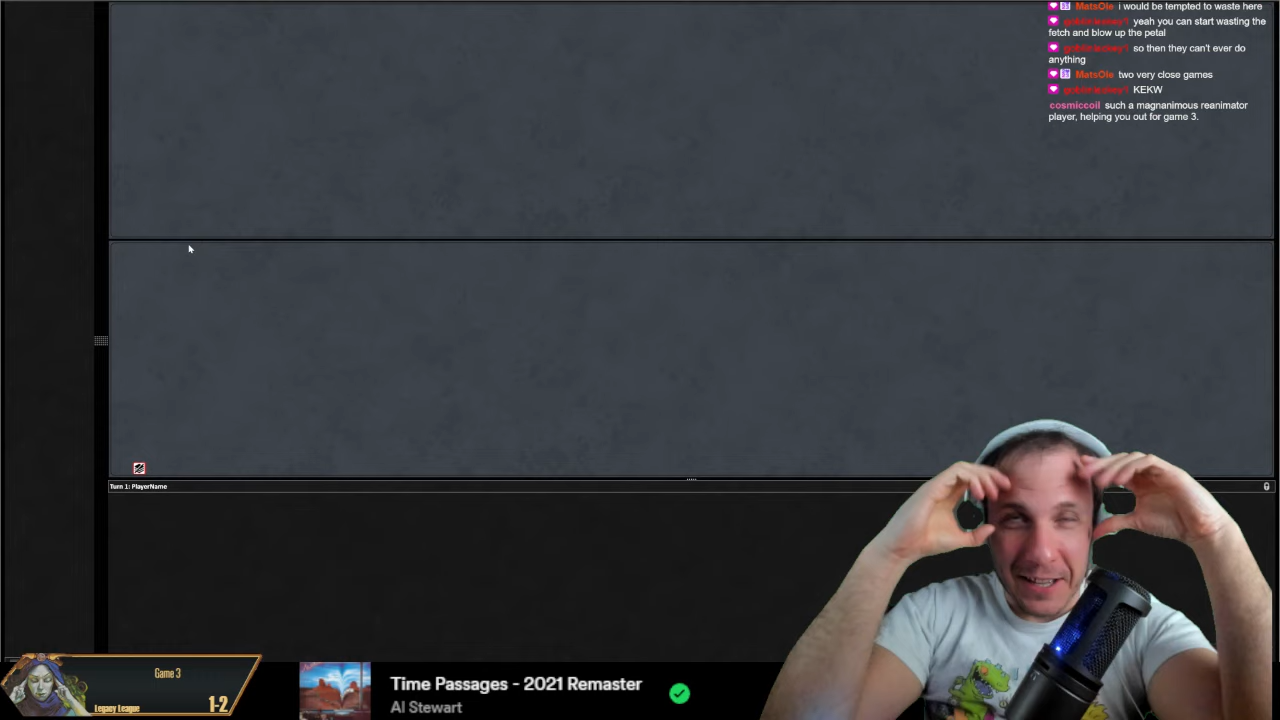 MatsOle i would be tempted to waste here
yeah you can start wasting the
fetch and blow up the petal
so then they can't ever do
anything
MatsOle two very close games
KEKW
cosmiccoil such a magnanimous reanimator
player, helping you out for game 3.
Turn 1: PlayerName
Game 3
1-2
Legacy League
Time Passages - 2021 Remaster
Al Stewart